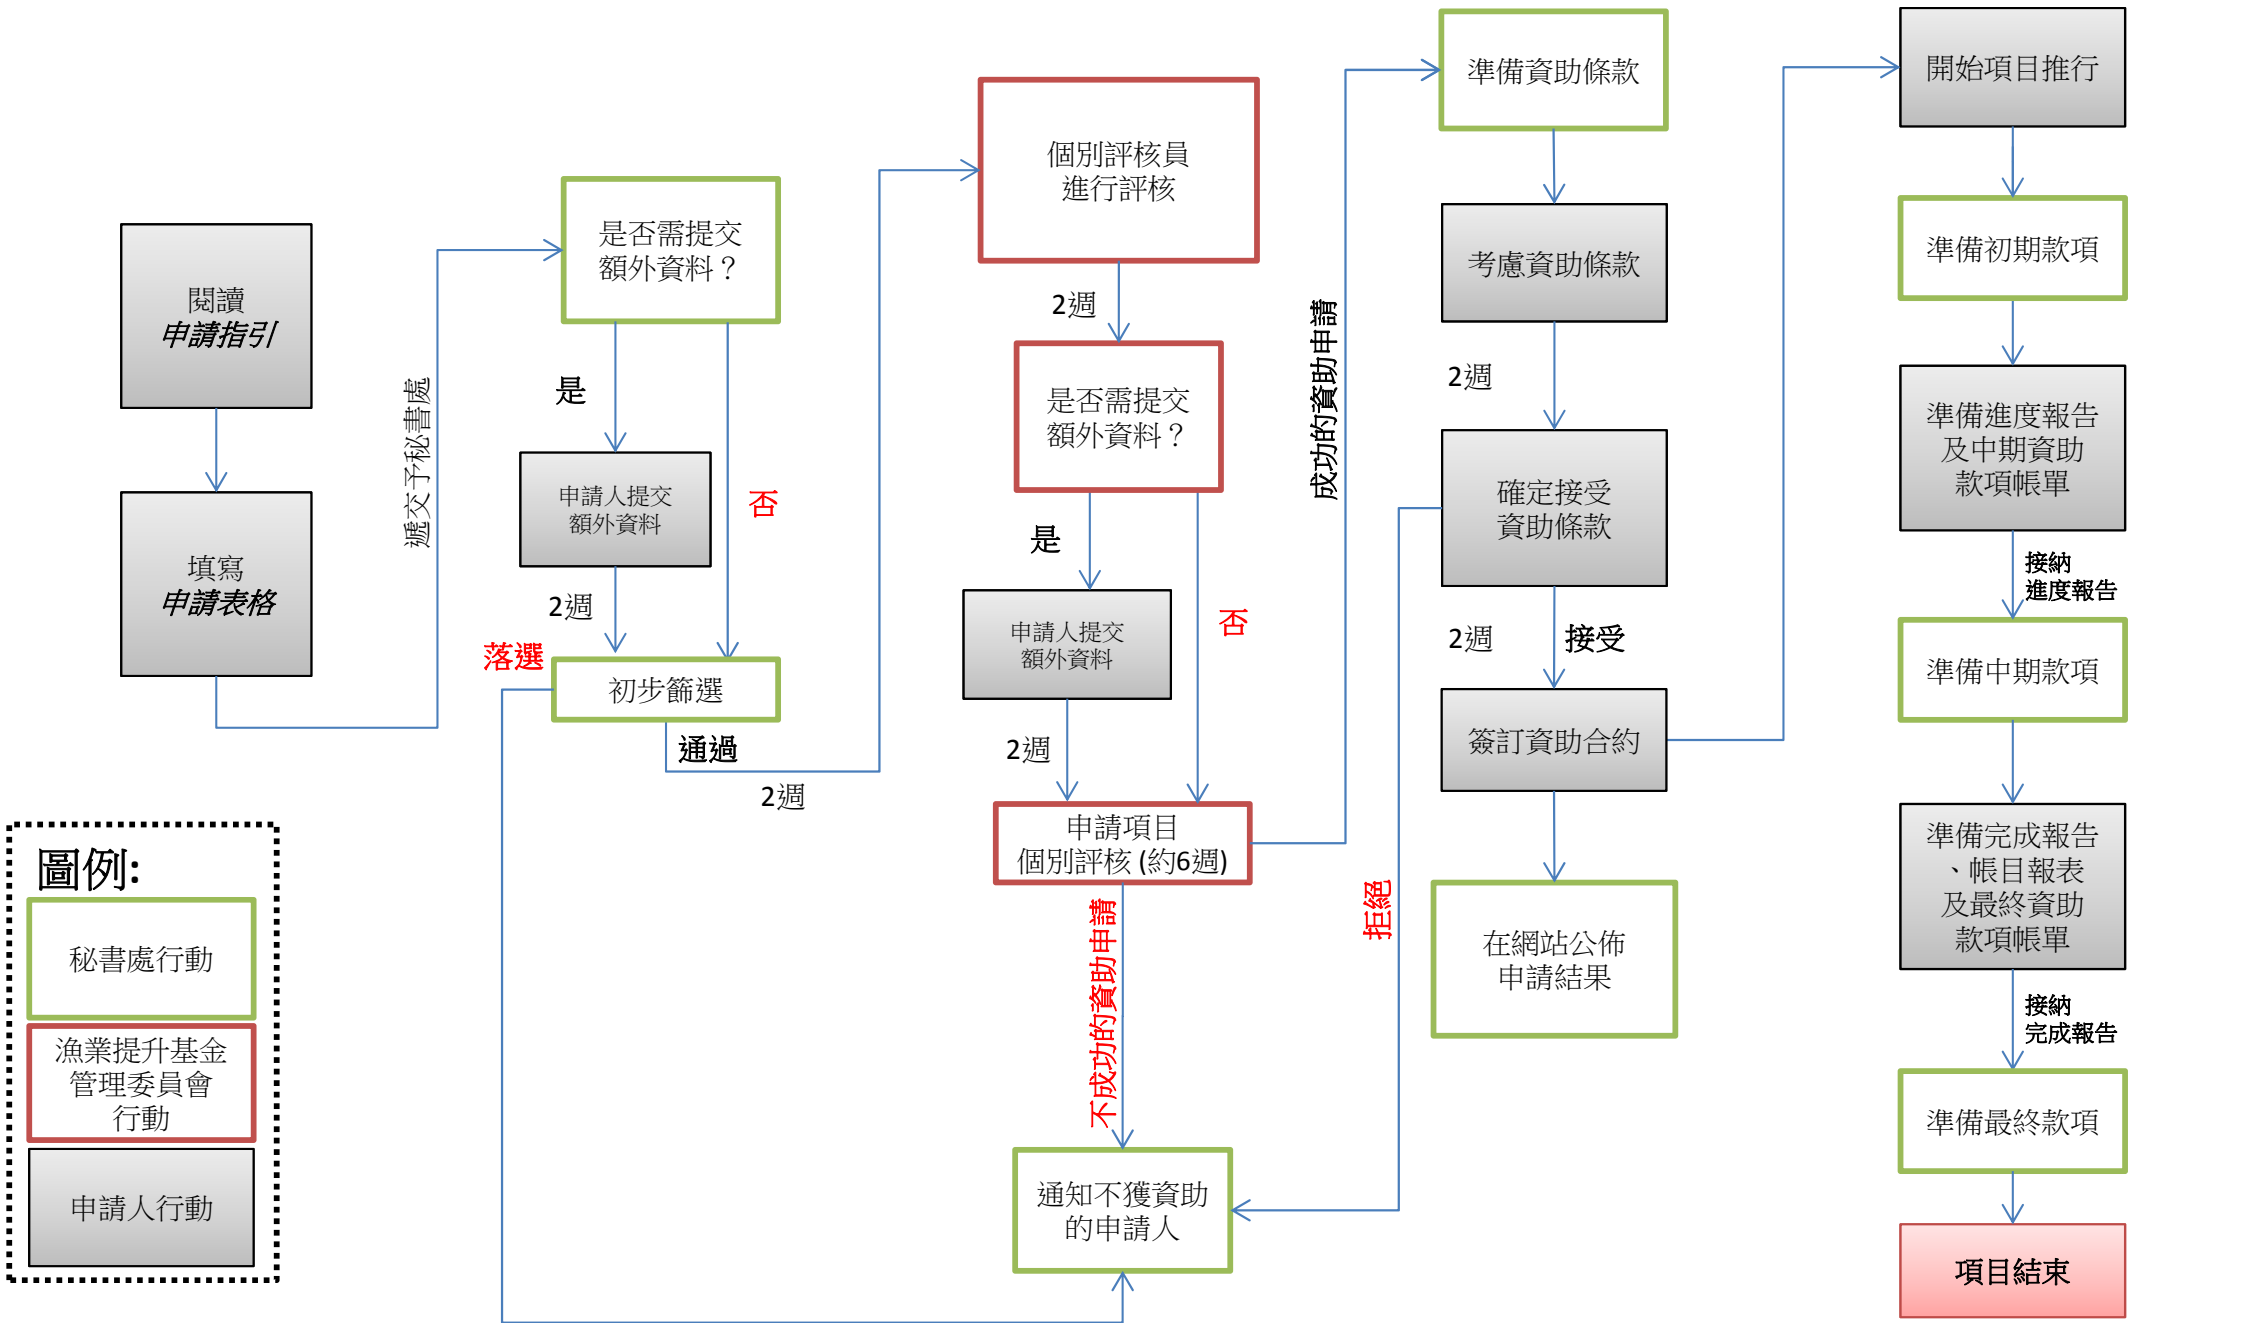 閱讀
申請指引
填寫
申請表格
遞交予秘書處
是否需提交
額外資料？
是
否
申請人提交
額外資料
2週
落選
初步篩選
通過
2週
個別評核員
進行評核
2週
是否需提交
額外資料？
是
否
申請人提交
額外資料
2週
申請項目
個別評核 (約6週)
不成功的資助申請
通知不獲資助
的申請人
成功的資助申請
準備資助條款
考慮資助條款
2週
確定接受
資助條款
2週
接受
拒絕
簽訂資助合約
在網站公佈
申請結果
開始項目推行
準備初期款項
準備進度報告
及中期資助
款項帳單
接納
進度報告
準備中期款項
準備完成報告
、帳目報表
及最終資助
款項帳單
接納
完成報告
準備最終款項
項目結束
圖例:
秘書處行動
漁業提升基金
管理委員會
行動
申請人行動